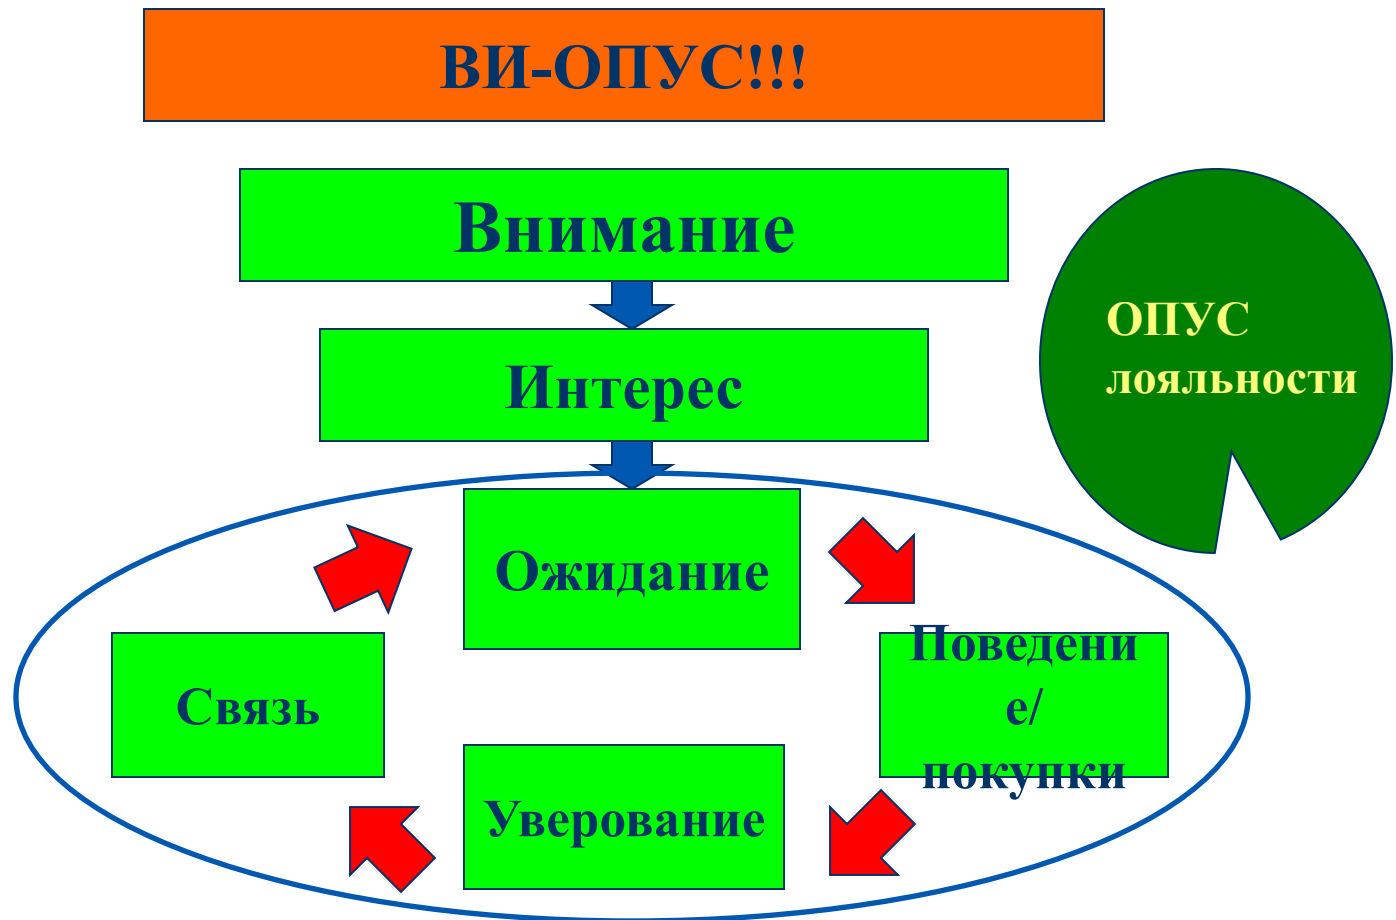 ВИ-ОПУС!!!
Внимание
ОПУС
лояльности
Интерес
Ожидание
Поведени
е/
покупки
Связь
Уверование